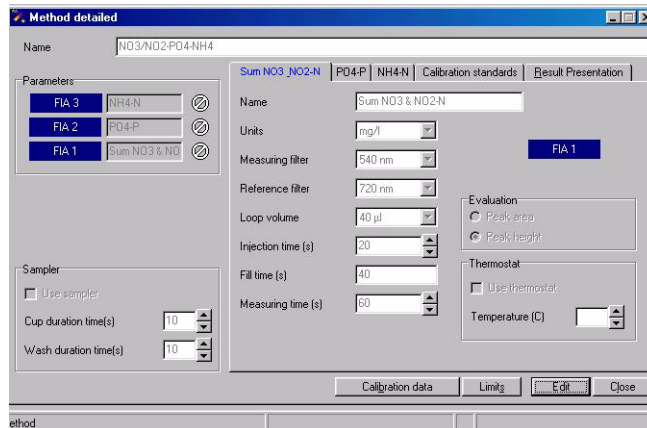 Method detailed
Name NO3/NO2-PO4-NH4
Parameters
FIA 3 NH4-N
FIA 2 PO4-P
FIA 1 Sum NO3 & NO
Sampler
Use sampler
Cup duration time(s) 10
Wash duration time(s) 10
Sum NO3_NO2-N PO4-P NH4-N Calibration standards Result Presentation
Name Sum NO3 & NO2-N
Units mg/l
Measuring filter 540 nm
Reference filter 720 nm
Loop volume 40 µl
Injection time (s) 20
Fill time (s) 40
Measuring time (s) 60
FIA 1
Evaluation
Peak area
Peak height
Thermostat
Use thermostat
Temperature (C)
Calibration data Limits Edit Close
ethod